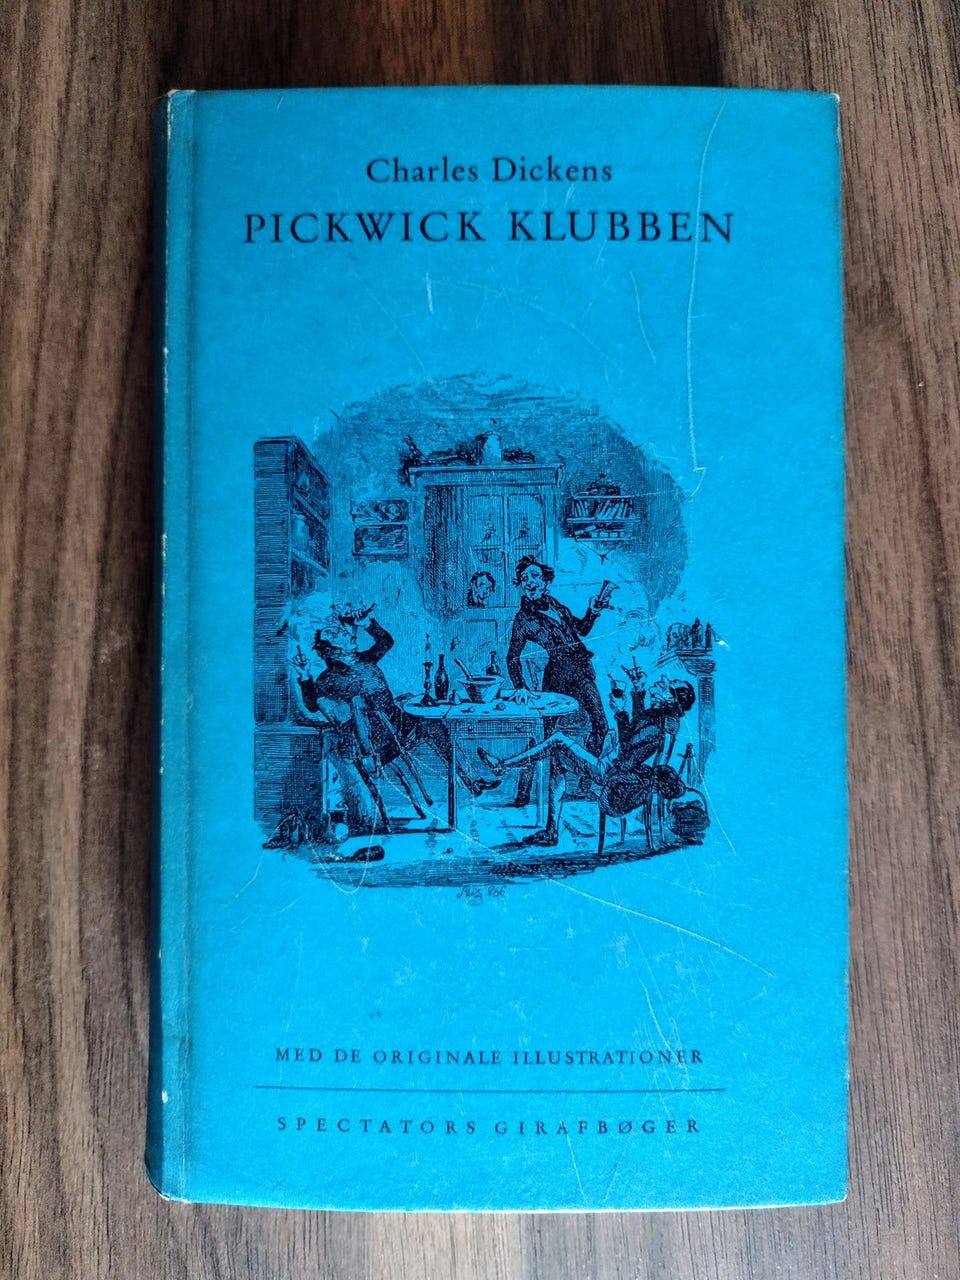 Charles Dickens
PICKWICK KLUBBEN
MED DE ORIGINALE ILLUSTRATIONER
SPECTATORS GIRAFBØGER